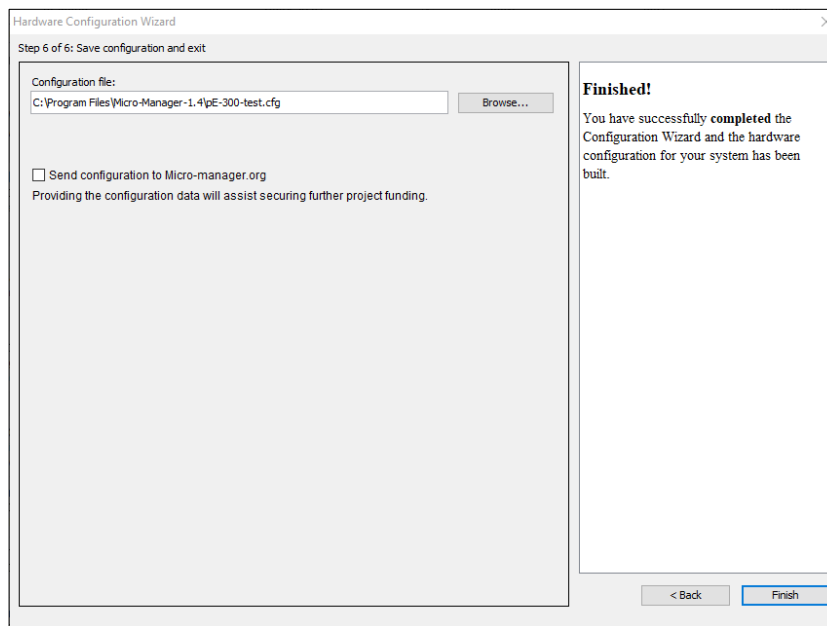 Hardware Configuration Wizard
Step 6 of 6: Save configuration and exit
Configuration file:
C:\Program Files\Micro-Manager-1.4\pE-300-test.cfg
Browse...
Send configuration to Micro-manager.org
Providing the configuration data will assist securing further project funding.
Finished!
You have successfully completed the
Configuration Wizard and the hardware
configuration for your system has been
built.
< Back
Finish